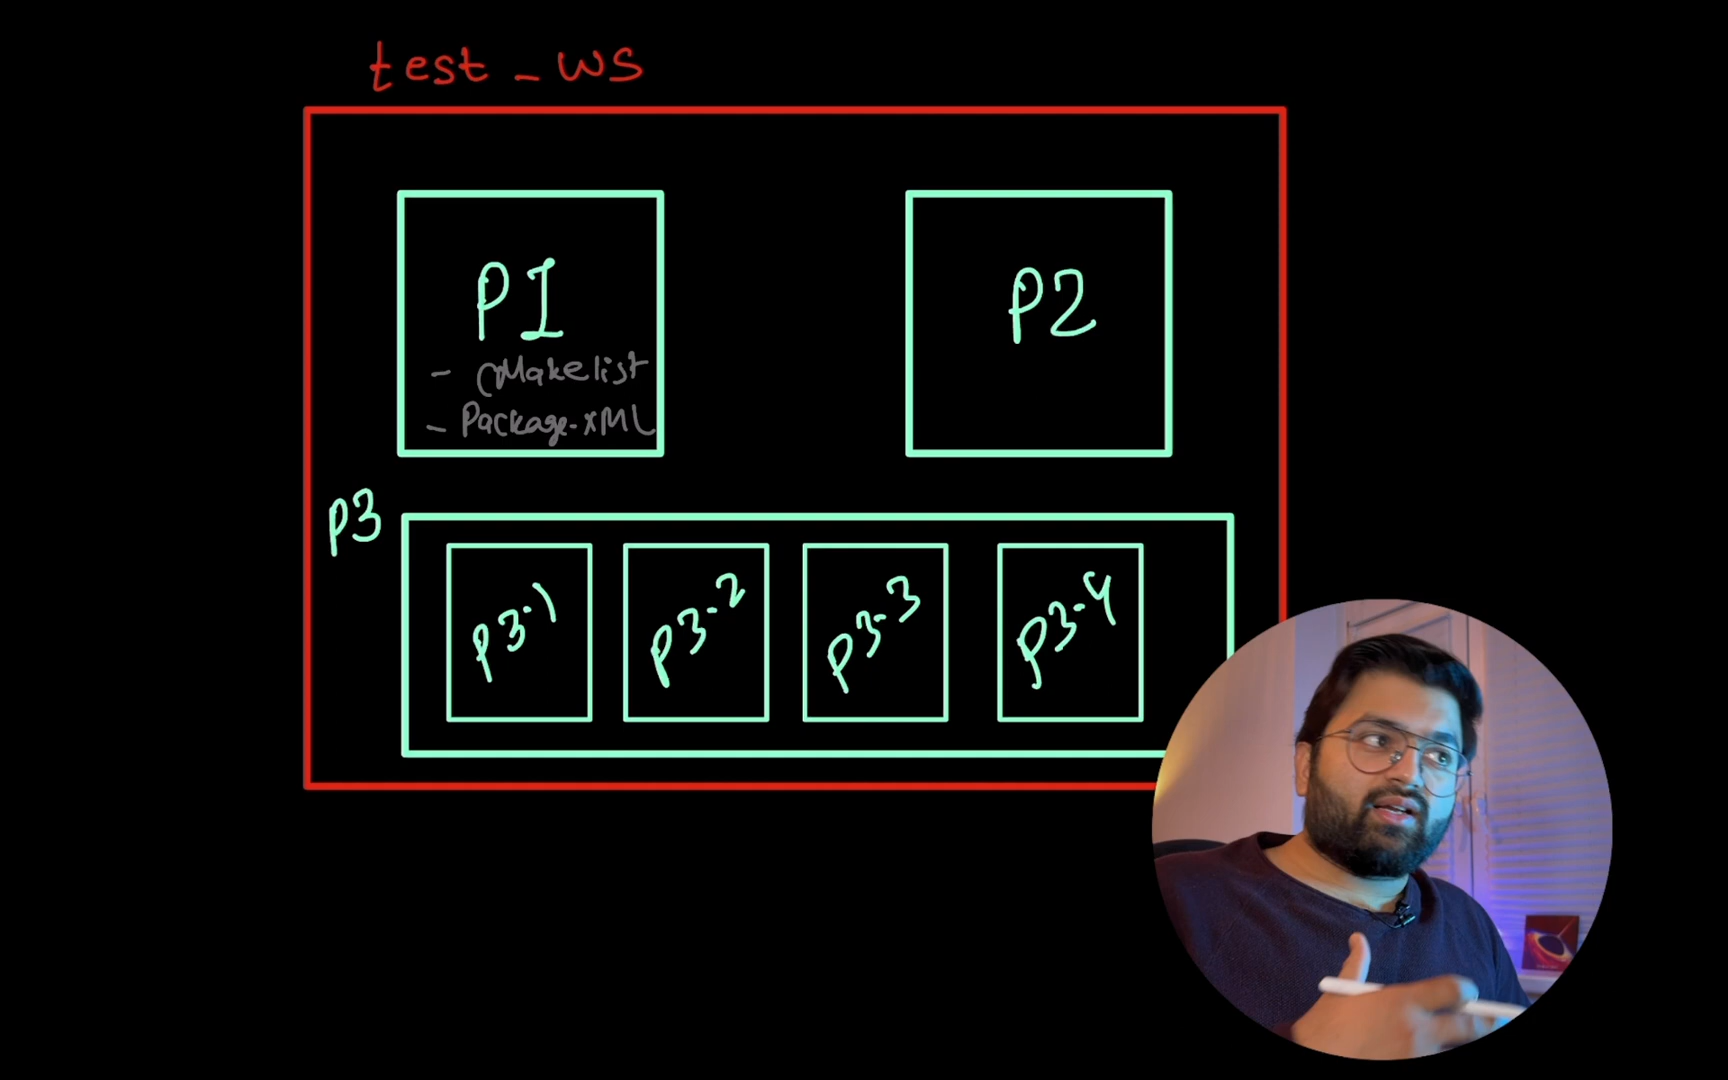 test_ws
P1
- CMakelist
- Package.xML
P2
P3
P3-1
P3-2
P3-3
P3-4